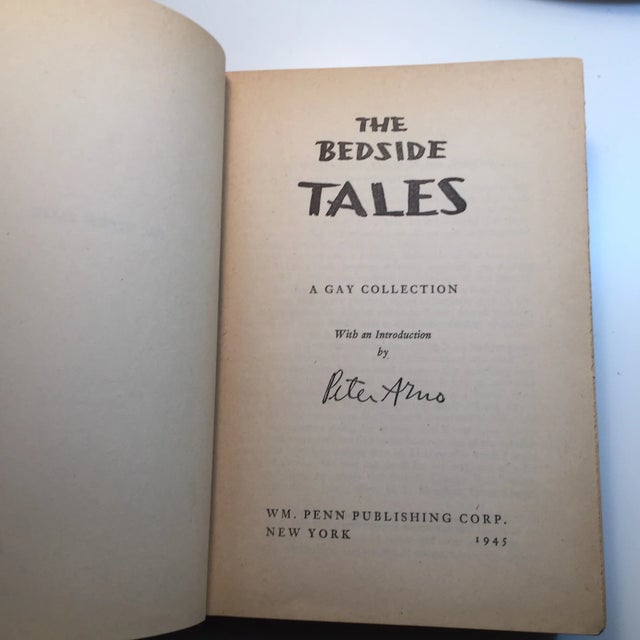 THE
BEDSIDE
TALES
A GAY COLLECTION
With an Introduction
by
Peter Arno
WM. PENN PUBLISHING CORP.
NEW YORK 1945